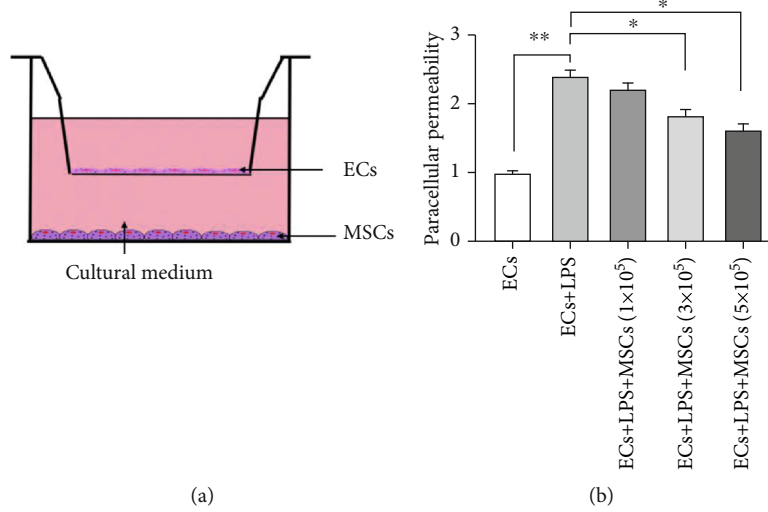 ECs
MSCs
Cultural medium
(a)
Paracellular permeability
3
2
1
0
**
*
*
ECs
ECs+LPS
ECs+LPS+MSCs (1×10⁵)
ECs+LPS+MSCs (3×10⁵)
ECs+LPS+MSCs (5×10⁵)
(b)